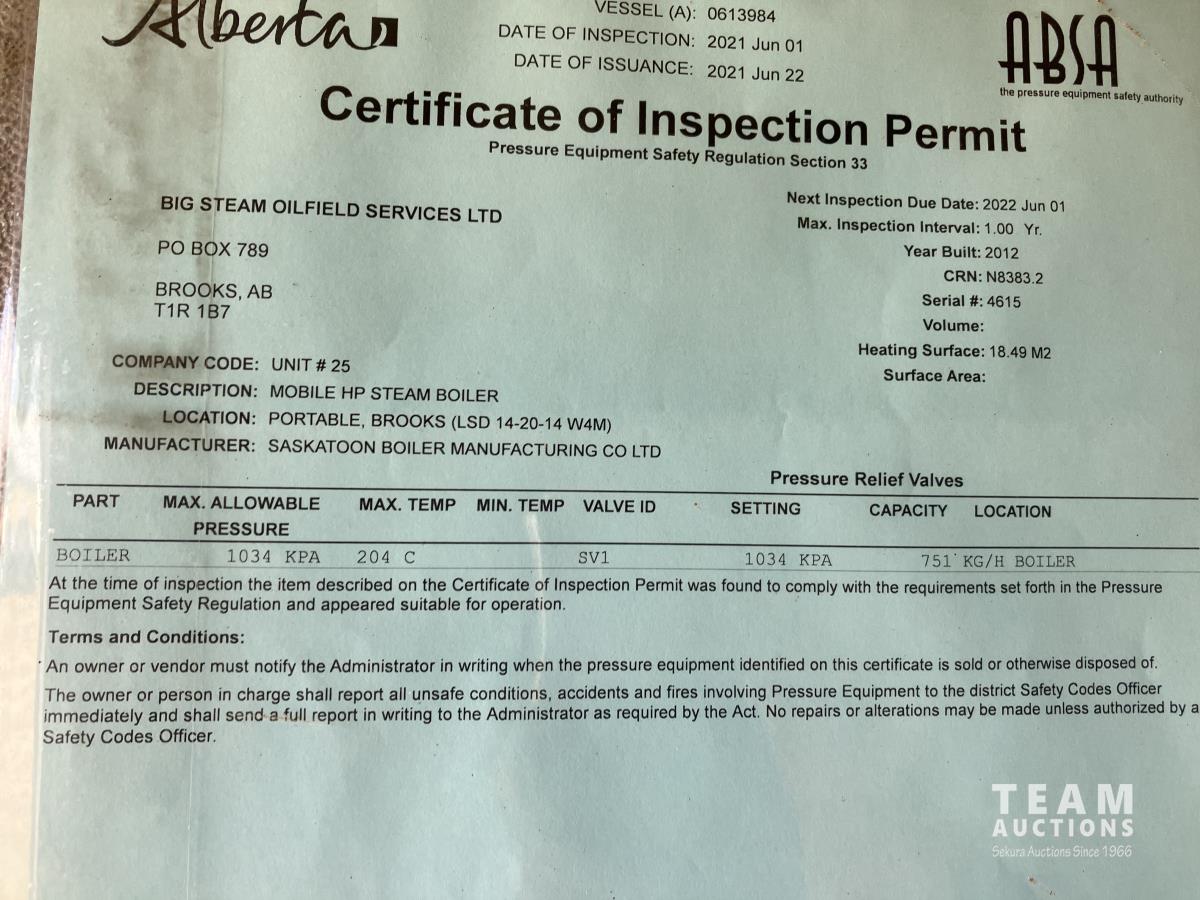 Alberta
VESSEL (A): 0613984
DATE OF INSPECTION: 2021 Jun 01
DATE OF ISSUANCE: 2021 Jun 22
ABSA
the pressure equipment safety authority
Certificate of Inspection Permit
Pressure Equipment Safety Regulation Section 33
BIG STEAM OILFIELD SERVICES LTD
PO BOX 789
BROOKS, AB
T1R 1B7
Next Inspection Due Date: 2022 Jun 01
Max. Inspection Interval: 1.00 Yr.
Year Built: 2012
CRN: N8383.2
Serial #: 4615
Volume:
Heating Surface: 18.49 M2
Surface Area:
COMPANY CODE: UNIT # 25
DESCRIPTION: MOBILE HP STEAM BOILER
LOCATION: PORTABLE, BROOKS (LSD 14-20-14 W4M)
MANUFACTURER: SASKATOON BOILER MANUFACTURING CO LTD
Pressure Relief Valves
PART MAX. ALLOWABLE PRESSURE MAX. TEMP MIN. TEMP VALVE ID SETTING CAPACITY LOCATION
BOILER 1034 KPA 204 C SV1 1034 KPA 751 KG/H BOILER
At the time of inspection the item described on the Certificate of Inspection Permit was found to comply with the requirements set forth in the Pressure
Equipment Safety Regulation and appeared suitable for operation.
Terms and Conditions:
An owner or vendor must notify the Administrator in writing when the pressure equipment identified on this certificate is sold or otherwise disposed of.
The owner or person in charge shall report all unsafe conditions, accidents and fires involving Pressure Equipment to the district Safety Codes Officer
immediately and shall send a full report in writing to the Administrator as required by the Act. No repairs or alterations may be made unless authorized by a
Safety Codes Officer.
TEAM
AUCTIONS
Sekura Auctions Since 1966